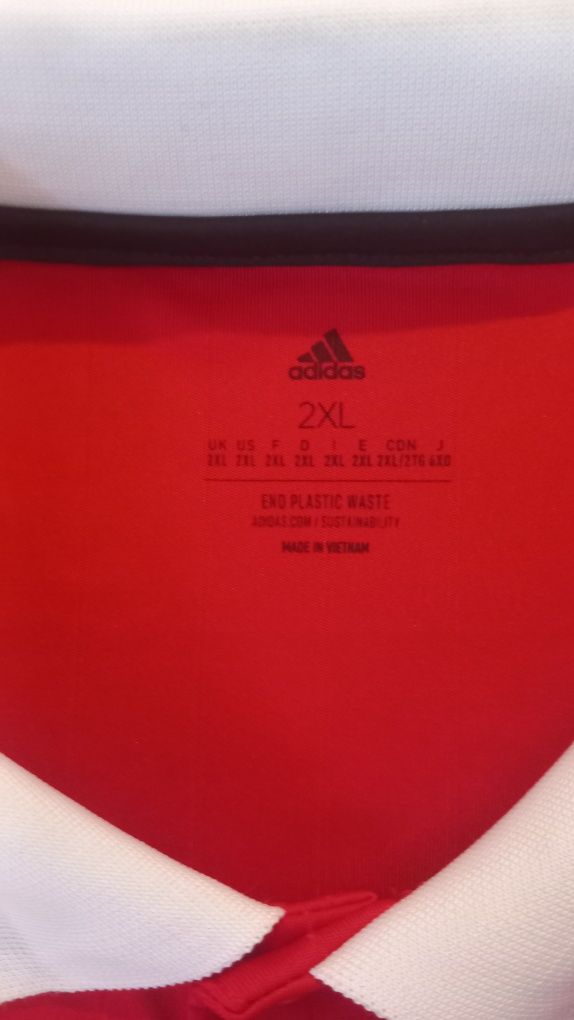 adidas
2XL
UK US F D I E CDN J
2XL 2XL 2XL 2XL 2XL 2XL 2XL/2TG 6XO
END PLASTIC WASTE
ADIDAS.COM / SUSTAINABILITY
MADE IN VIETNAM